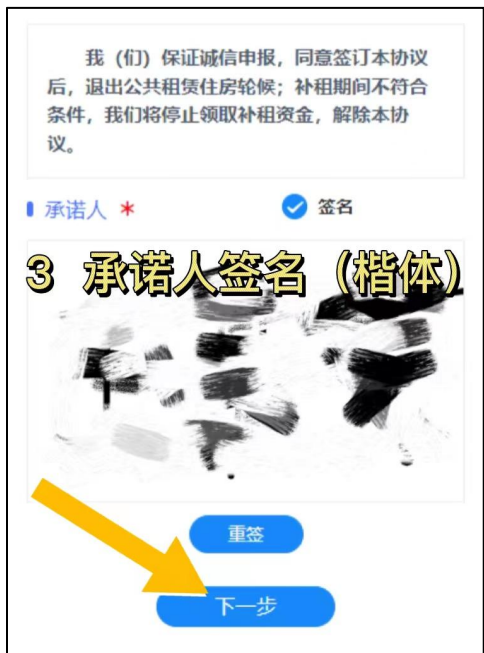 我（们）保证诚信申报，同意签订本协议
后，退出公共租赁住房轮候；补租期间不符合
条件，我们将停止领取补租资金，解除本协
议。
承诺人 * 签名
3 承诺人签名（楷体）
重签
下一步